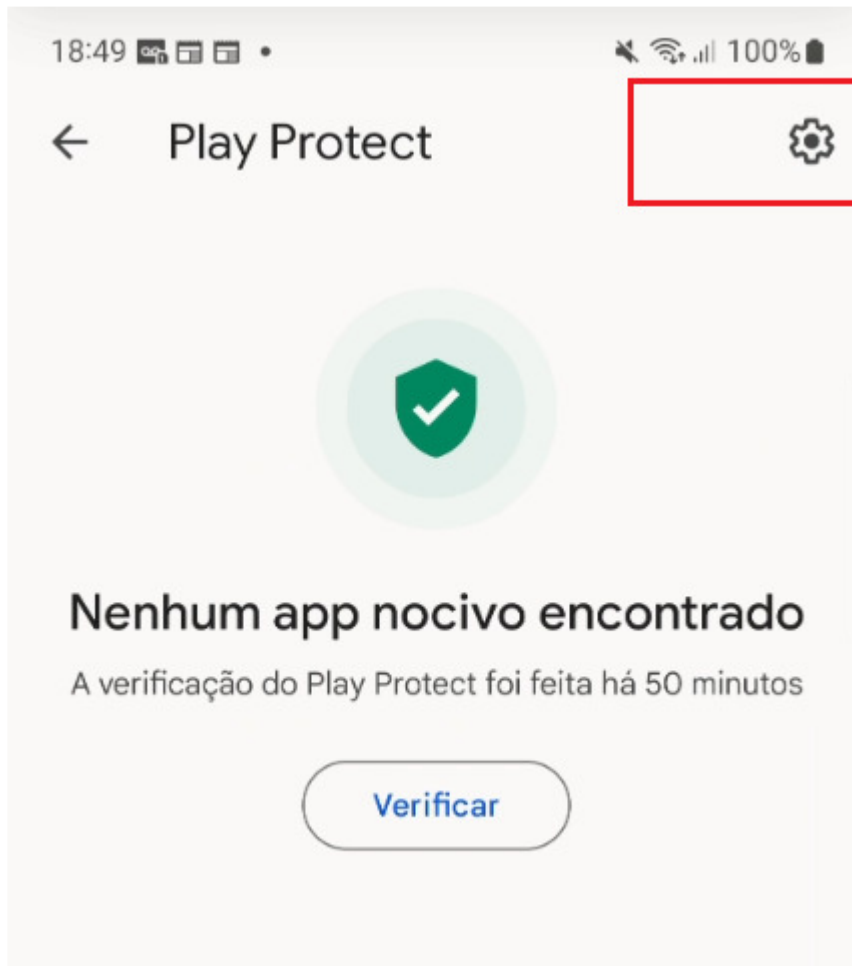 18:49 100%
Play Protect
Nenhum app nocivo encontrado
A verificação do Play Protect foi feita há 50 minutos
Verificar